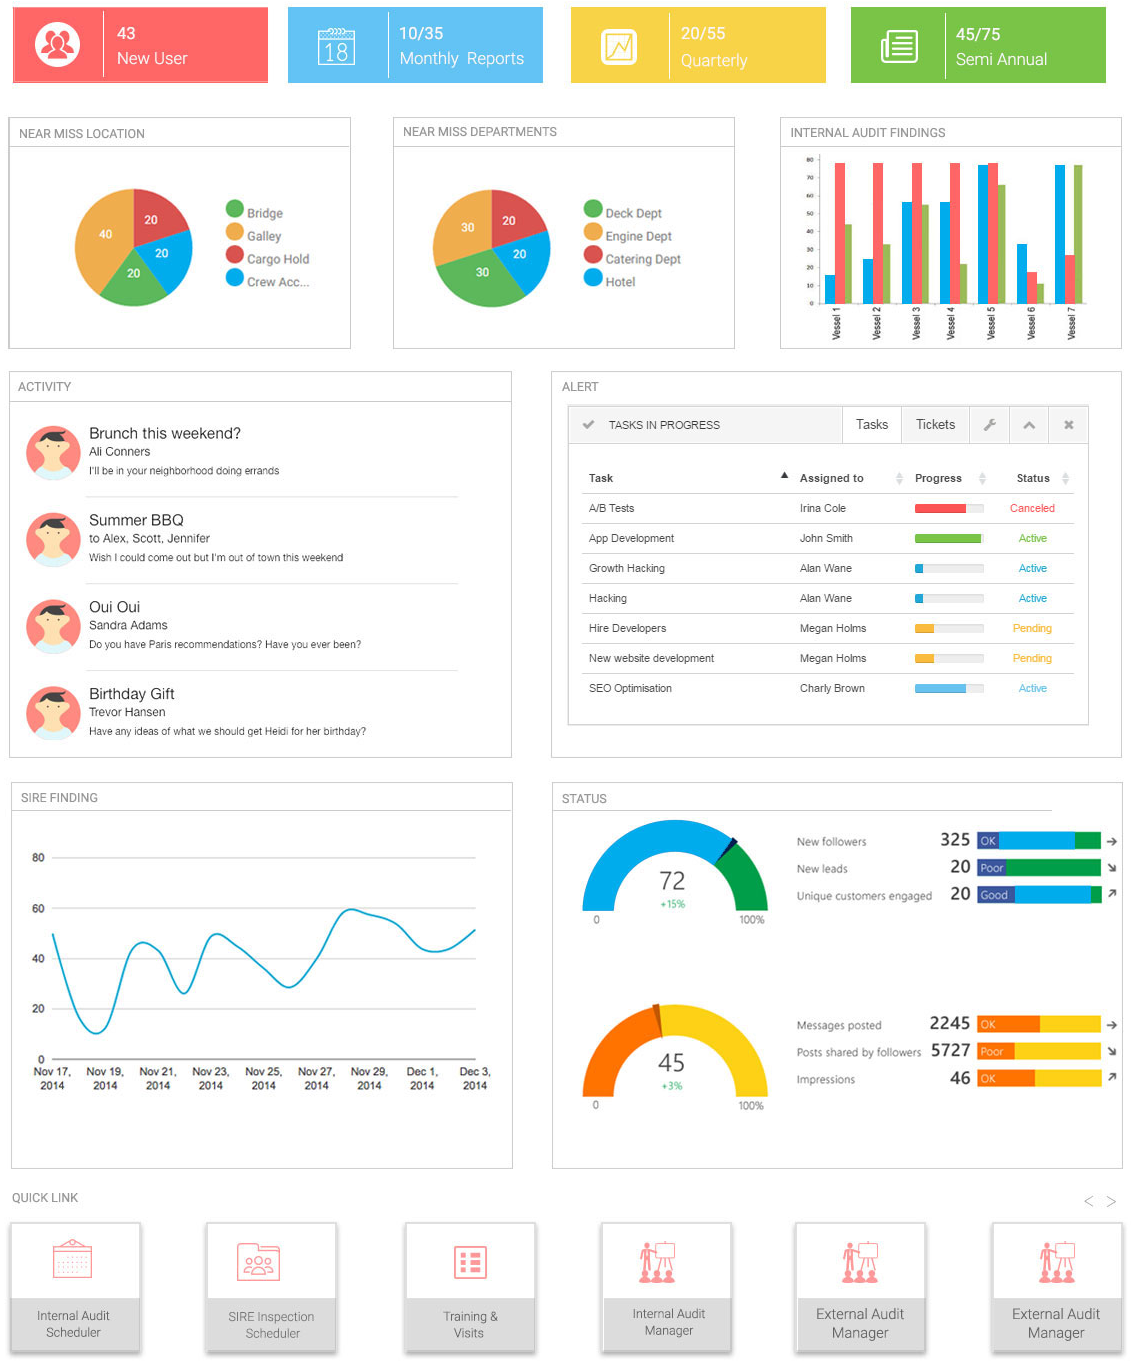 43
New User
10/35
Monthly Reports
20/55
Quarterly
45/75
Semi Annual
18
NEAR MISS LOCATION
20
40
20
20
Bridge
Galley
Cargo Hold
Crew Acc...
NEAR MISS DEPARTMENTS
20
30
20
30
Deck Dept
Engine Dept
Catering Dept
Hotel
INTERNAL AUDIT FINDINGS
80
70
60
50
40
30
20
10
0
Vessel 1
Vessel 2
Vessel 3
Vessel 4
Vessel 5
Vessel 6
Vessel 7
ACTIVITY
Brunch this weekend?
Ali Conners
I'll be in your neighborhood doing errands
Summer BBQ
to Alex, Scott, Jennifer
Wish I could come out but I'm out of town this weekend
Oui Oui
Sandra Adams
Do you have Paris recommendations? Have you ever been?
Birthday Gift
Trevor Hansen
Have any ideas of what we should get Heidi for her birthday?
ALERT
TASKS IN PROGRESS
Tasks
Tickets
Task Assigned to Progress Status
A/B Tests Irina Cole Canceled
App Development John Smith Active
Growth Hacking Alan Wane Active
Hacking Alan Wane Active
Hire Developers Megan Holms Pending
New website development Megan Holms Pending
SEO Optimisation Charly Brown Active
SIRE FINDING
80
60
40
20
0
Nov 17, 2014
Nov 19, 2014
Nov 21, 2014
Nov 23, 2014
Nov 25, 2014
Nov 27, 2014
Nov 29, 2014
Dec 1, 2014
Dec 3, 2014
STATUS
72
+15%
0
100%
New followers 325 OK
New leads 20 Poor
Unique customers engaged 20 Good
45
+3%
0
100%
Messages posted 2245 OK
Posts shared by followers 5727 Poor
Impressions 46 OK
QUICK LINK
< >
Internal Audit
Scheduler
SIRE Inspection
Scheduler
Training &
Visits
Internal Audit
Manager
External Audit
Manager
External Audit
Manager